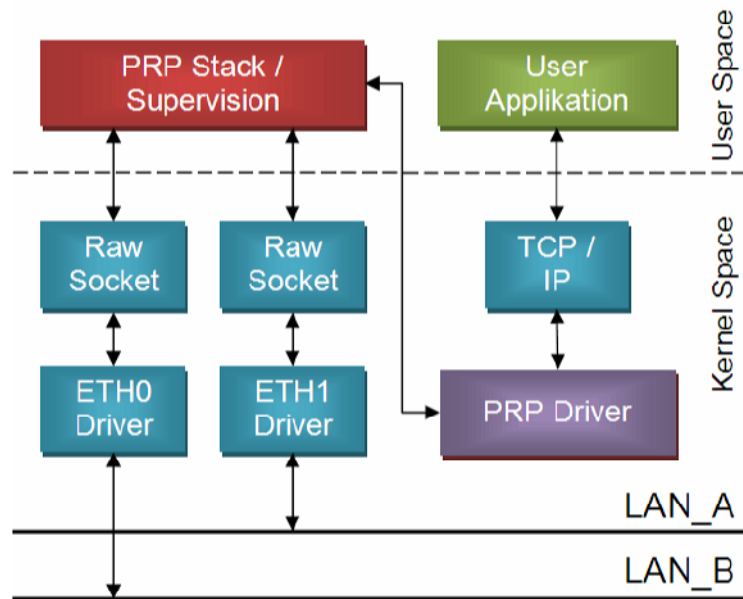 PRP Stack /
Supervision
User
Applikation
User Space
Raw
Socket
Raw
Socket
TCP /
IP
Kernel Space
ETH0
Driver
ETH1
Driver
PRP Driver
LAN_A
LAN_B